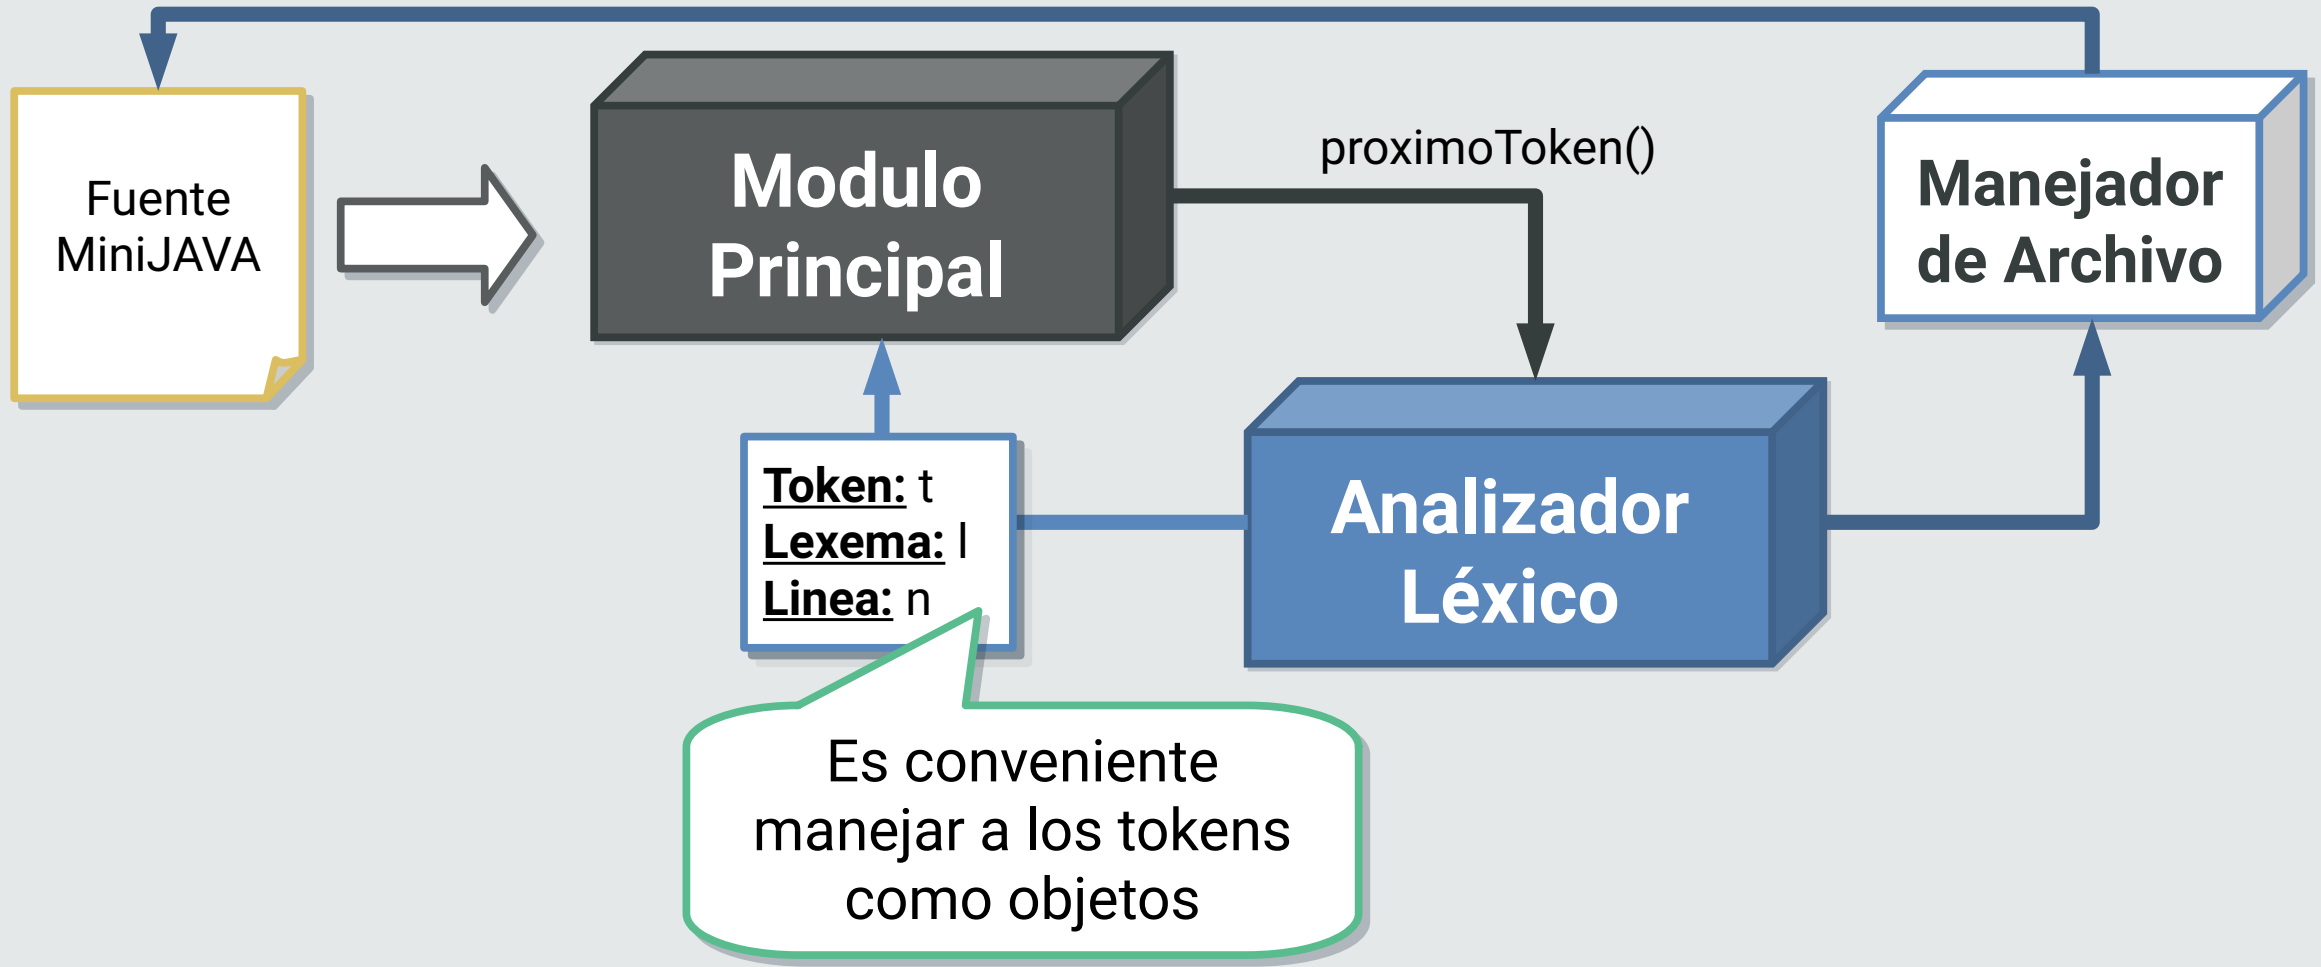 Fuente
MiniJAVA
Modulo
Principal
proximoToken()
Manejador
de Archivo
Token: t
Lexema: l
Linea: n
Analizador
Léxico
Es conveniente
manejar a los tokens
como objetos